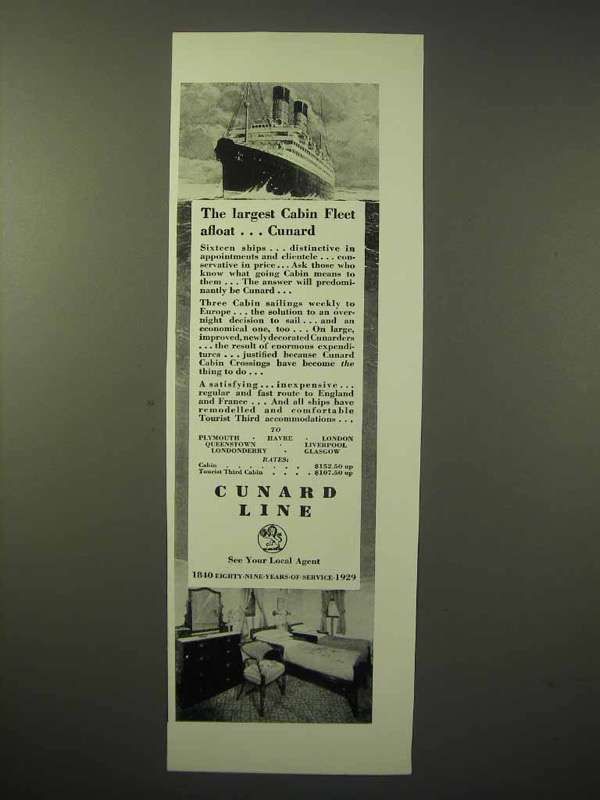 The largest Cabin Fleet
afloat . . . Cunard
Sixteen ships . . . distinctive in
appointments and clientele . . . con-
servative in price . . . Ask those who
know what going Cabin means to
them . . . The answer will predomi-
nantly be Cunard . . .
Three Cabin sailings weekly to
Europe . . . the solution to an over-
night decision to sail . . . and an
economical one, too . . . On large,
improved, newly decorated Cunarders
. . . the result of enormous expendi-
tures . . . justified because Cunard
Cabin Crossings have become the
thing to do . . .
A satisfying . . . inexpensive . . .
regular and fast route to England
and France . . . And all ships have
remodelled and comfortable
Tourist Third accommodations . . .
TO
PLYMOUTH · HAVRE · LONDON
QUEENSTOWN · LIVERPOOL
LONDONDERRY · GLASGOW
RATES:
Cabin . . . . . . . $152.50 up
Tourist Third Cabin . . . . $107.50 up
CUNARD
LINE
See Your Local Agent
1840·EIGHTY·NINE·YEARS·OF·SERVICE·1929